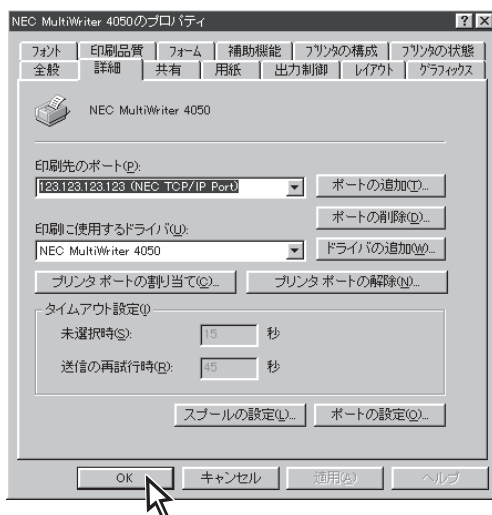 NEC MultiWriter 4050のプロパティ
フォント 印刷品質 フォーム 補助機能 プリンタの構成 プリンタの状態
全般 詳細 共有 用紙 出力制御 レイアウト グラフィックス
NEC MultiWriter 4050
印刷先のポート(P):
123.123.123.123 (NEC TCP/IP Port)
ポートの追加(T)...
ポートの削除(D)...
印刷に使用するドライバ(U):
NEC MultiWriter 4050
ドライバの追加(W)...
プリンタ ポートの割り当て(C)... プリンタ ポートの解除(N)...
タイムアウト設定(I)
未選択時(S): 15 秒
送信の再試行時(R): 45 秒
スプールの設定(L)... ポートの設定(O)...
OK キャンセル 適用(A) ヘルプ